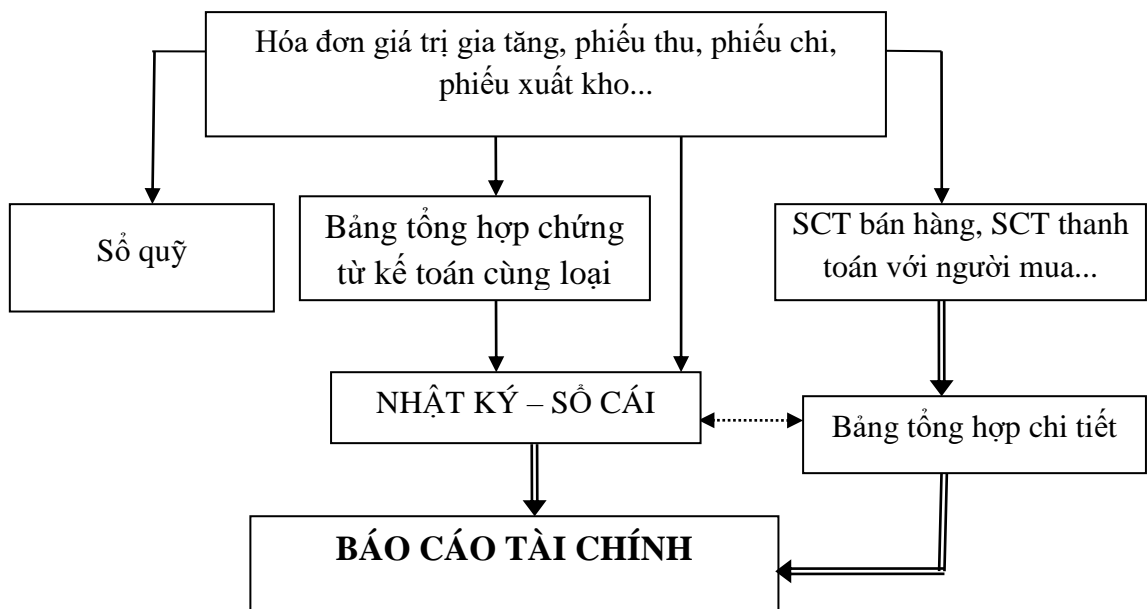 Hóa đơn giá trị gia tăng, phiếu thu, phiếu chi,
phiếu xuất kho...
Sổ quỹ
Bảng tổng hợp chứng
từ kế toán cùng loại
SCT bán hàng, SCT thanh
toán với người mua...
NHẬT KÝ – SỔ CÁI
Bảng tổng hợp chi tiết
BÁO CÁO TÀI CHÍNH